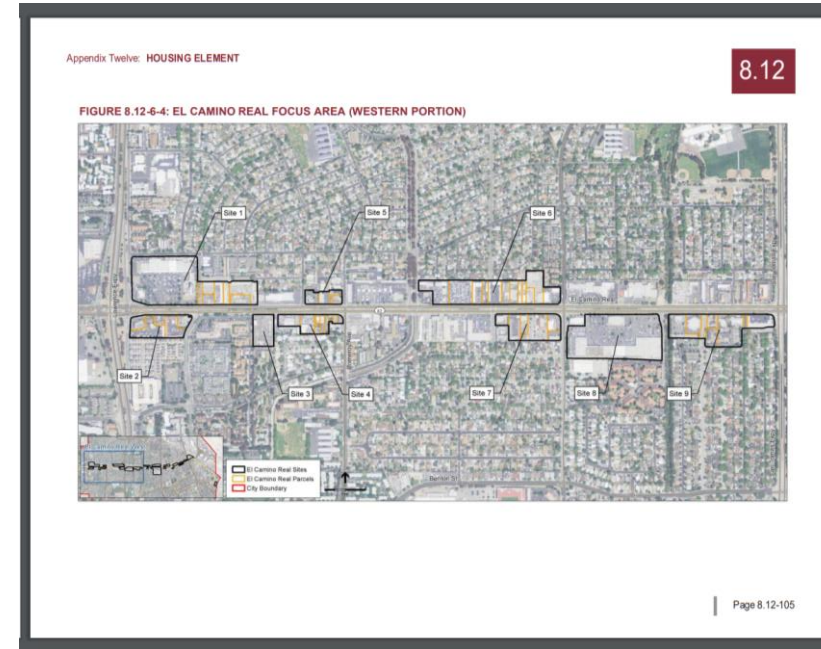 Appendix Twelve: HOUSING ELEMENT
8.12
FIGURE 8.12-6-4: EL CAMINO REAL FOCUS AREA (WESTERN PORTION)
Site 1
Site 5
Site 6
El Camino Real
Site 2
Site 3
Site 4
Site 7
Site 8
Site 9
El Camino Real Sites
El Camino Real Parcels
City Boundary
Benton St
Page 8.12-105